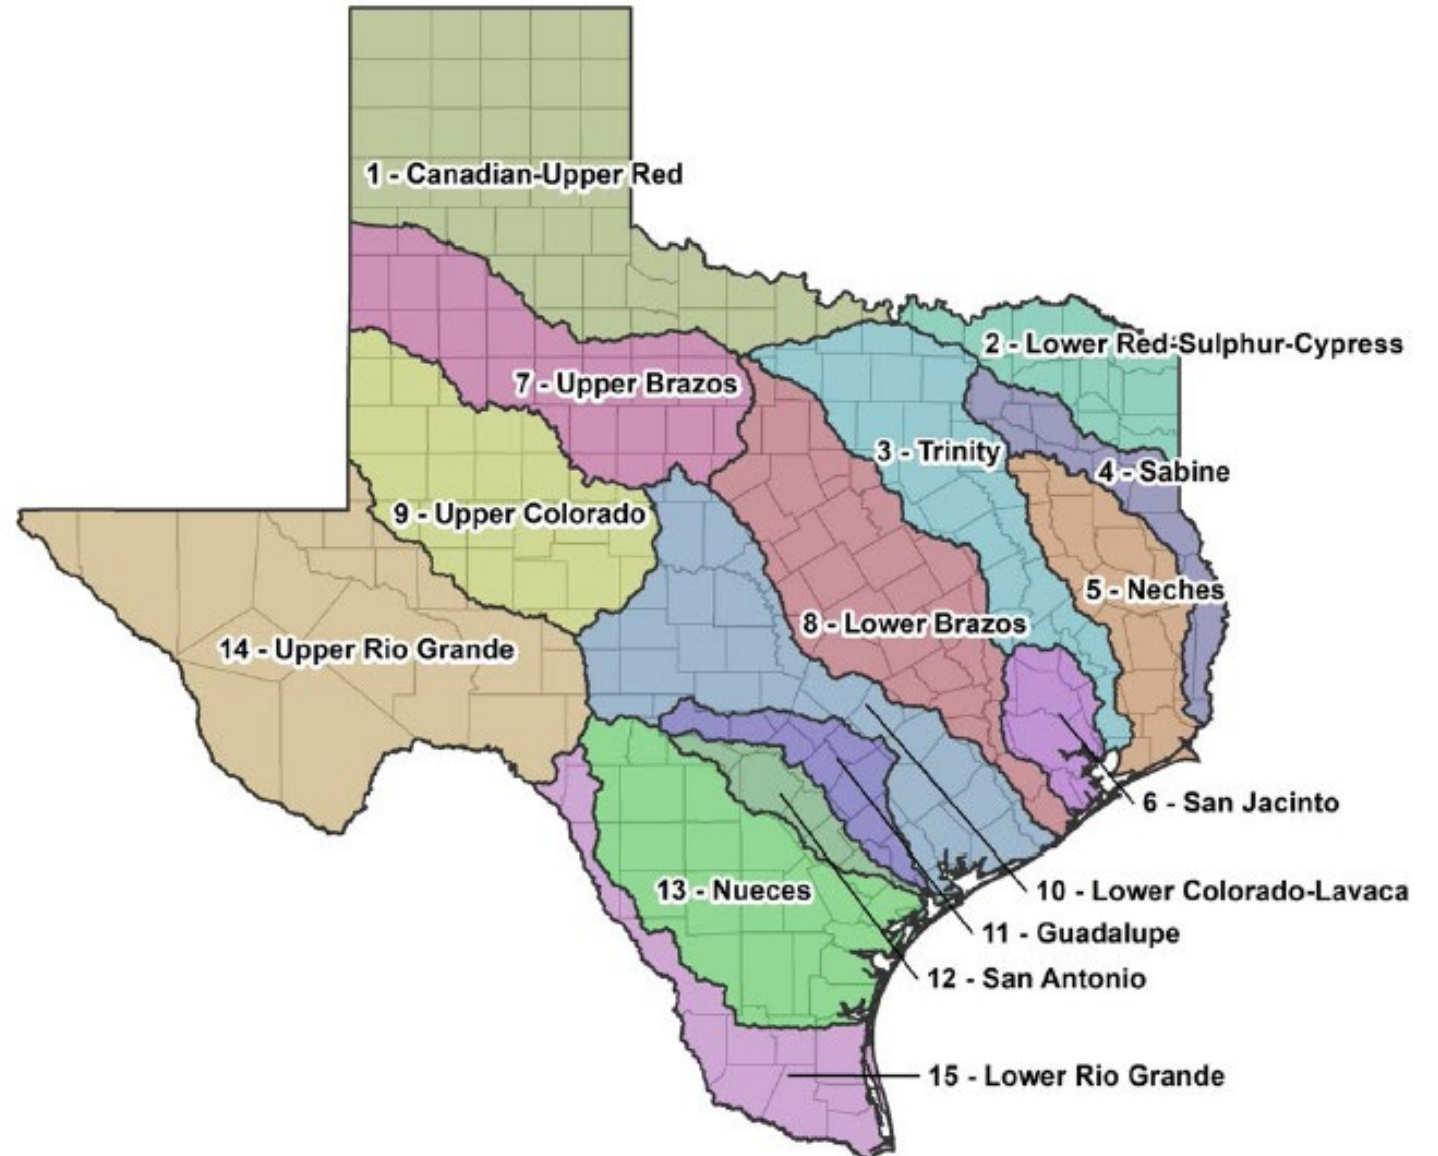 1 - Canadian-Upper Red
2 - Lower Red-Sulphur-Cypress
7 - Upper Brazos
3 - Trinity
4 - Sabine
9 - Upper Colorado
5 - Neches
8 - Lower Brazos
14 - Upper Rio Grande
6 - San Jacinto
13 - Nueces
10 - Lower Colorado-Lavaca
11 - Guadalupe
12 - San Antonio
15 - Lower Rio Grande